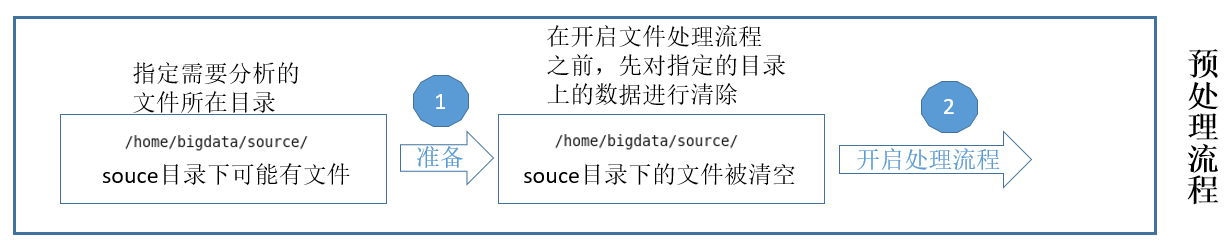 指定需要分析的
文件所在目录
/home/bigdata/source/
souce目录下可能有文件
1
准备
在开启文件处理流程
之前，先对指定的目录
上的数据进行清除
/home/bigdata/source/
souce目录下的文件被清空
2
开启处理流程
预处理流程